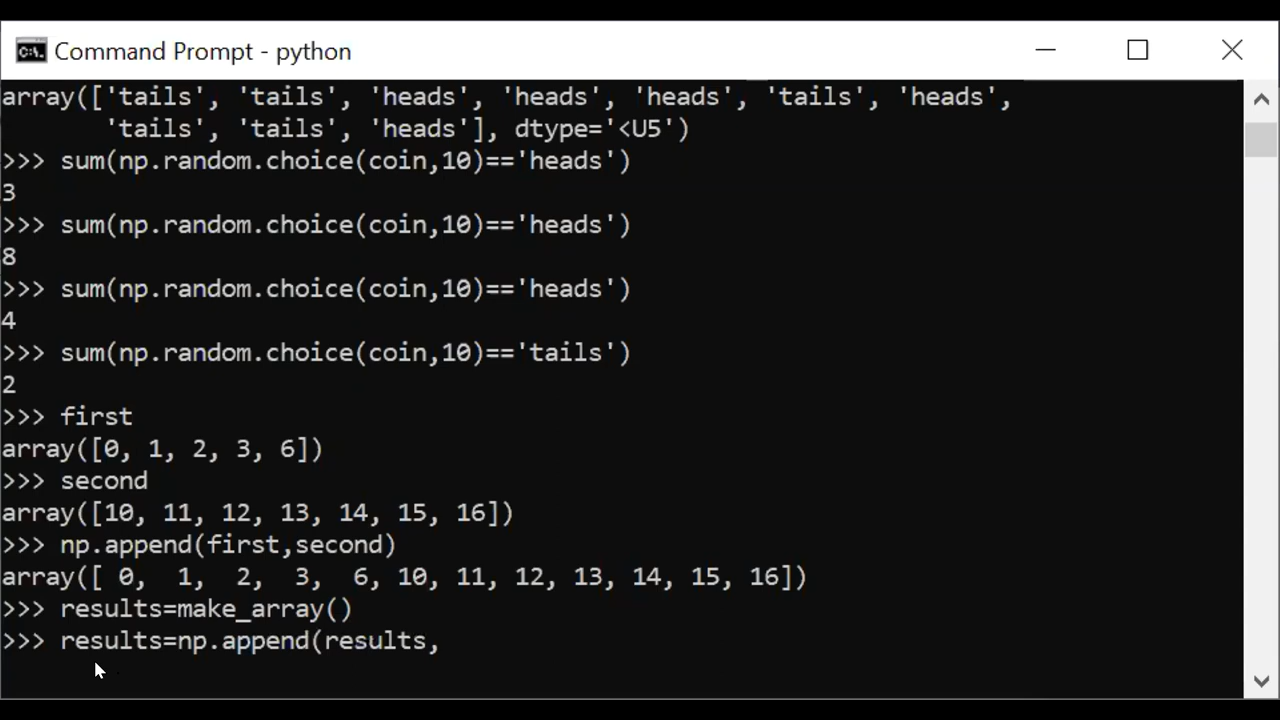 Command Prompt - python
array(['tails', 'tails', 'heads', 'heads', 'heads', 'tails', 'heads',
       'tails', 'tails', 'heads'], dtype='<U5')
>>> sum(np.random.choice(coin,10)=='heads')
3
>>> sum(np.random.choice(coin,10)=='heads')
8
>>> sum(np.random.choice(coin,10)=='heads')
4
>>> sum(np.random.choice(coin,10)=='tails')
2
>>> first
array([0, 1, 2, 3, 6])
>>> second
array([10, 11, 12, 13, 14, 15, 16])
>>> np.append(first,second)
array([ 0,  1,  2,  3,  6, 10, 11, 12, 13, 14, 15, 16])
>>> results=make_array()
>>> results=np.append(results,